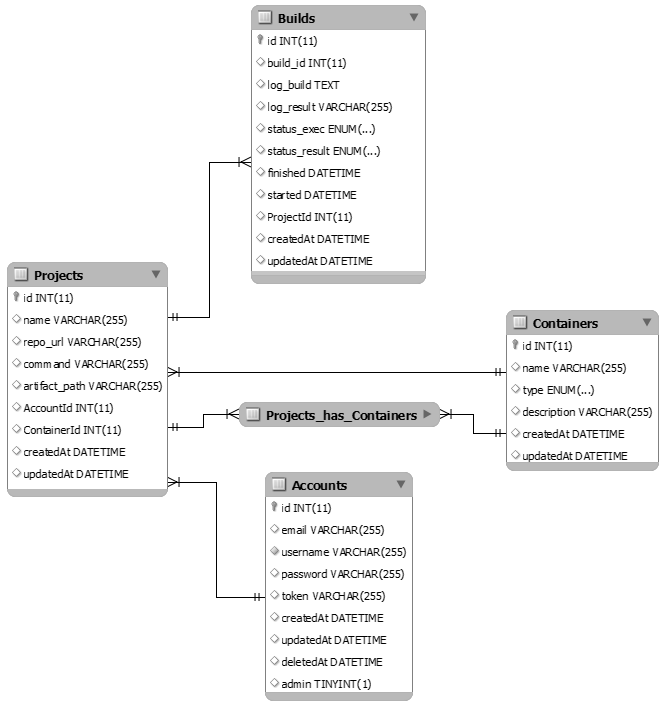 Builds
id INT(11)
build_id INT(11)
log_build TEXT
log_result VARCHAR(255)
status_exec ENUM(...)
status_result ENUM(...)
finished DATETIME
started DATETIME
ProjectId INT(11)
createdAt DATETIME
updatedAt DATETIME
Projects
id INT(11)
name VARCHAR(255)
repo_url VARCHAR(255)
command VARCHAR(255)
artifact_path VARCHAR(255)
AccountId INT(11)
ContainerId INT(11)
createdAt DATETIME
updatedAt DATETIME
Containers
id INT(11)
name VARCHAR(255)
type ENUM(...)
description VARCHAR(255)
createdAt DATETIME
updatedAt DATETIME
Projects_has_Containers
Accounts
id INT(11)
email VARCHAR(255)
username VARCHAR(255)
password VARCHAR(255)
token VARCHAR(255)
createdAt DATETIME
updatedAt DATETIME
deletedAt DATETIME
admin TINYINT(1)